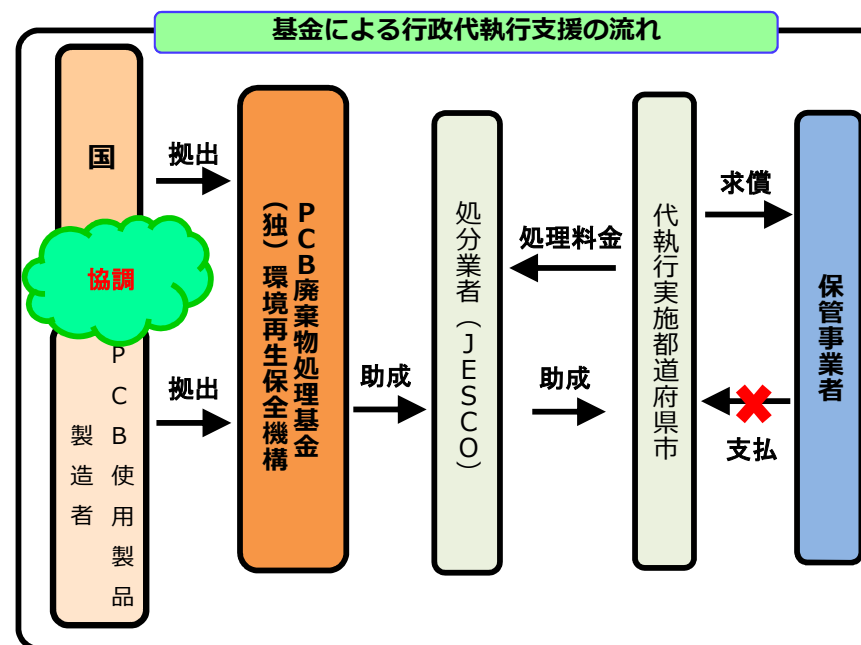 基金による行政代執行支援の流れ
国
協調
PCB使用製品
製造者
拠出
拠出
PCB廃棄物処理基金
(独)環境再生保全機構
助成
処分業者(JESCO)
処理料金
助成
代執行実施都道府県市
求償
支払
保管事業者